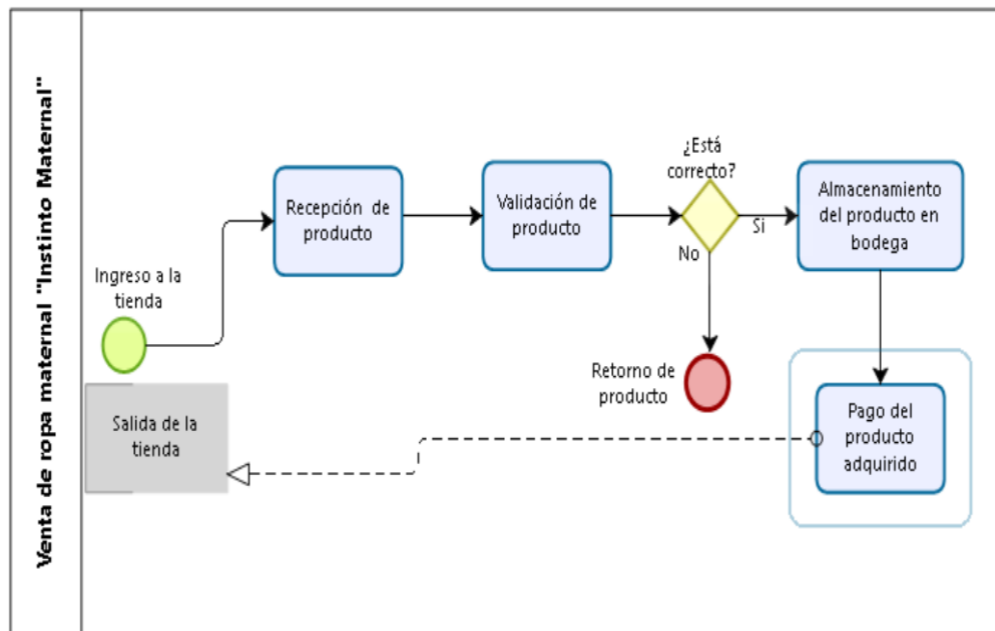 Venta de ropa maternal "Instinto Maternal"
Ingreso a la
tienda
Recepción de
producto
Validación de
producto
¿Está
correcto?
Si
No
Almacenamiento
del producto en
bodega
Retorno de
producto
Pago del
producto
adquirido
Salida de la
tienda